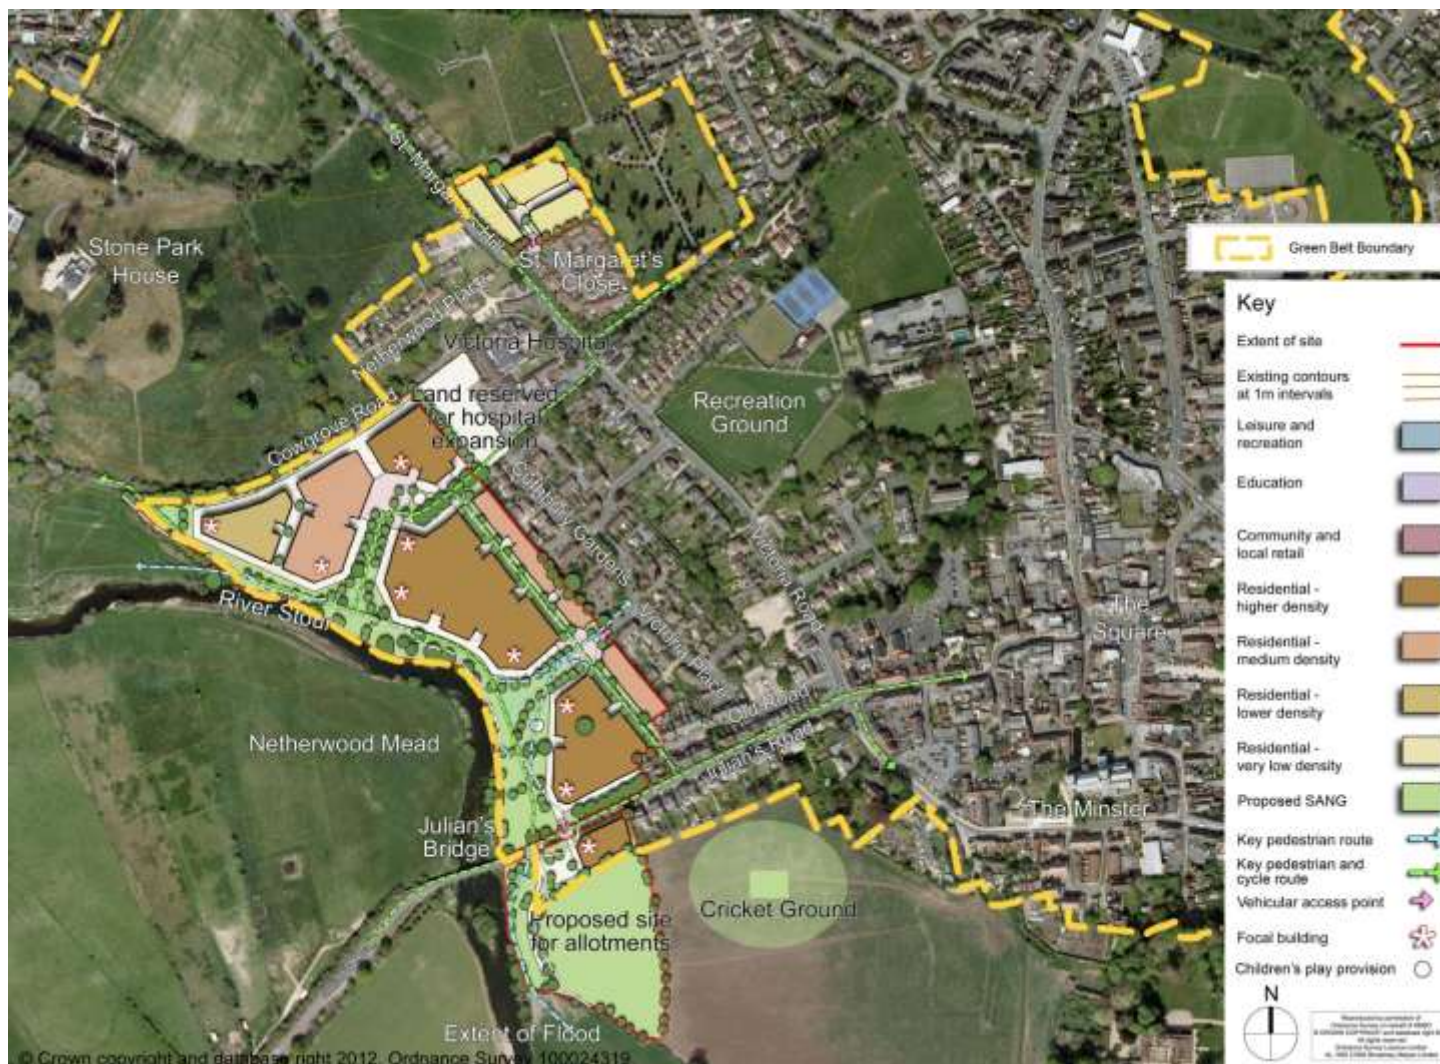 St. Margaret's Hill
Stone Park
House
St. Margaret's
Close
Netherwood Place
Victoria Hospital
Land reserved
for hospital
expansion
Cowgrove Road
Recreation
Ground
Courtenay Gardens
Victoria Road
River Stour
Victoria Place
The
Square
Old Road
Julian's Road
Netherwood Mead
Julian's
Bridge
The Minster
Cricket Ground
Proposed site
for allotments
Extent of Flood
© Crown copyright and database right 2012. Ordnance Survey 100024319
Green Belt Boundary
Key
Extent of site
Existing contours
at 1m intervals
Leisure and
recreation
Education
Community and
local retail
Residential -
higher density
Residential -
medium density
Residential -
lower density
Residential -
very low density
Proposed SANG
Key pedestrian route
Key pedestrian and
cycle route
Vehicular access point
Focal building
Children's play provision
N